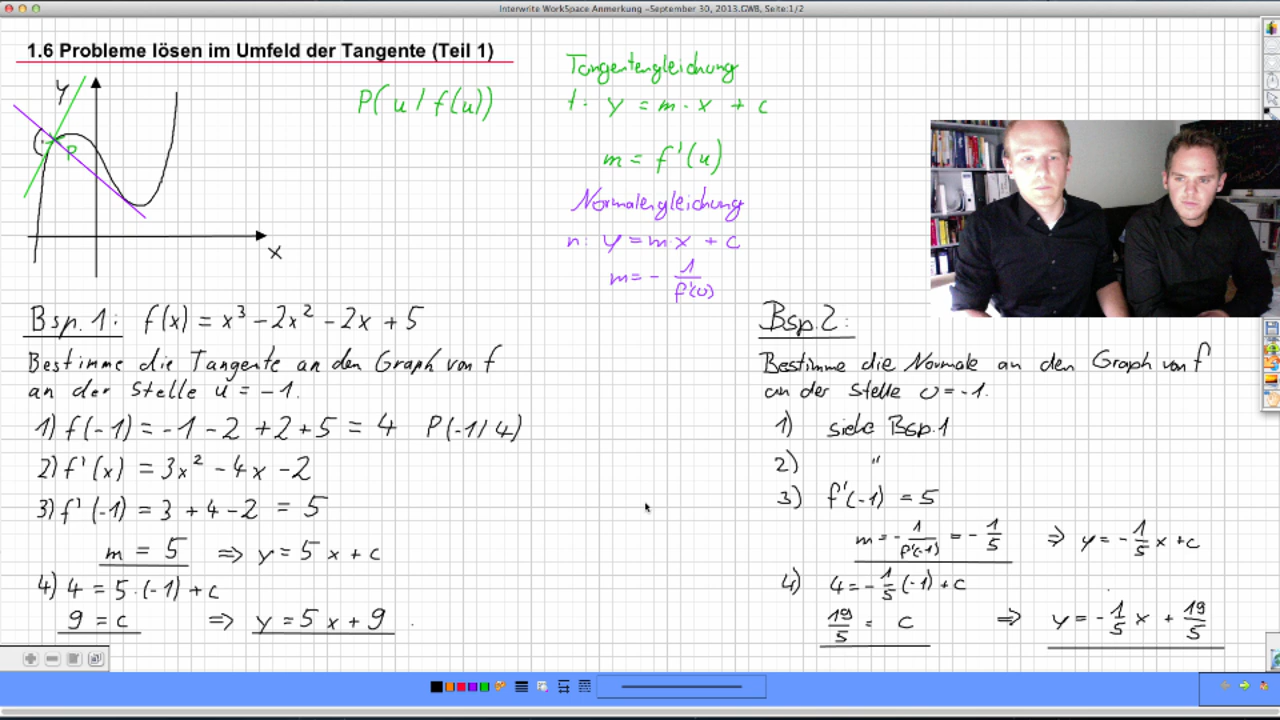 Interwrite WorkSpace Anmerkung -September 30, 2013.GWB, Seite:1/2
1.6 Probleme lösen im Umfeld der Tangente (Teil 1)
y
P
x
P(u / f(u))
Tangentengleichung
t: y = m · x + c
m = f'(u)
Normalengleichung
n: y = m·x + c
m = - 1/f'(u)
Bsp. 1: f(x) = x³ - 2x² - 2x + 5
Bestimme die Tangente an den Graph von f
an der Stelle u = -1.
1) f(-1) = -1 - 2 + 2 + 5 = 4 P(-1/4)
2) f'(x) = 3x² - 4x - 2
3) f'(-1) = 3 + 4 - 2 = 5
m = 5 ⇒ y = 5x + c
4) 4 = 5·(-1) + c
9 = c ⇒ y = 5x + 9
Bsp. 2:
Bestimme die Normale an den Graph von f
an der Stelle u = -1.
1) siehe Bsp. 1
2) "
3) f'(-1) = 5
m = - 1/f'(-1) = - 1/5 ⇒ y = - 1/5 x + c
4) 4 = - 1/5 (-1) + c
19/5 = c ⇒ y = - 1/5 x + 19/5